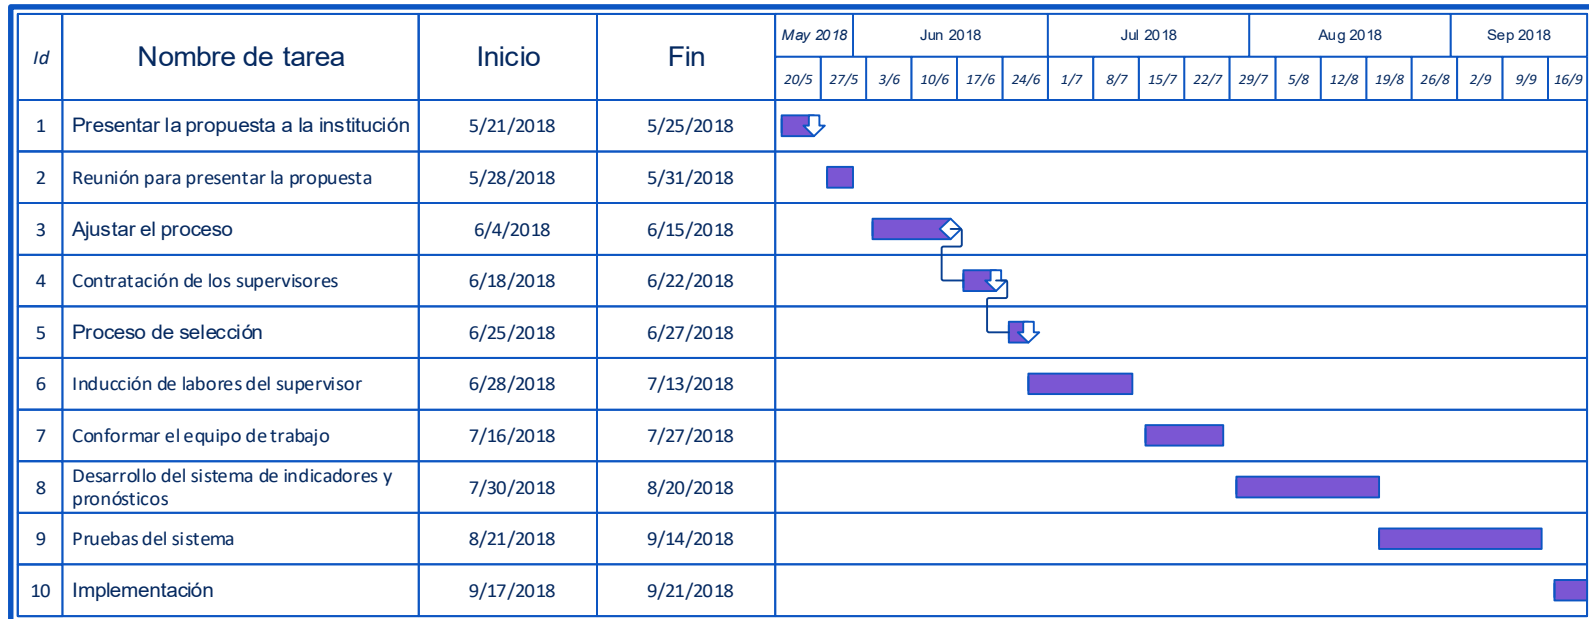 Id Nombre de tarea Inicio Fin May 2018 Jun 2018 Jul 2018 Aug 2018 Sep 2018
20/5 27/5 3/6 10/6 17/6 24/6 1/7 8/7 15/7 22/7 29/7 5/8 12/8 19/8 26/8 2/9 9/9 16/9
1 Presentar la propuesta a la institución 5/21/2018 5/25/2018
2 Reunión para presentar la propuesta 5/28/2018 5/31/2018
3 Ajustar el proceso 6/4/2018 6/15/2018
4 Contratación de los supervisores 6/18/2018 6/22/2018
5 Proceso de selección 6/25/2018 6/27/2018
6 Inducción de labores del supervisor 6/28/2018 7/13/2018
7 Conformar el equipo de trabajo 7/16/2018 7/27/2018
8 Desarrollo del sistema de indicadores y
pronósticos 7/30/2018 8/20/2018
9 Pruebas del sistema 8/21/2018 9/14/2018
10 Implementación 9/17/2018 9/21/2018